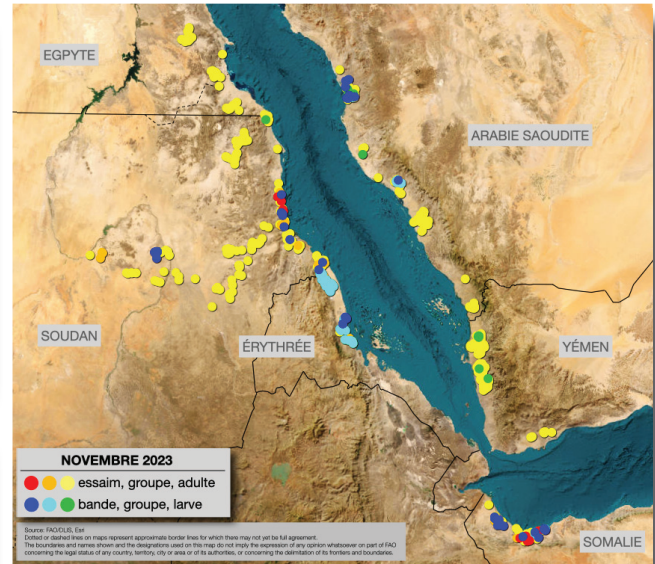 EGPYTE
ARABIE SAOUDITE
SOUDAN
ÉRYTHRÉE
YÉMEN
NOVEMBRE 2023
essaim, groupe, adulte
bande, groupe, larve
SOMALIE
Source: FAO/DLIS, Esri
Dotted or dashed lines on maps represent approximate border lines for which there may not yet be full agreement.
The boundaries and names shown and the designations used on this map do not imply the expression of any opinion whatsoever on part of FAO
concerning the legal status of any country, territory, city or area or of its authorities, or concerning the delimitation of its frontiers and boundaries.